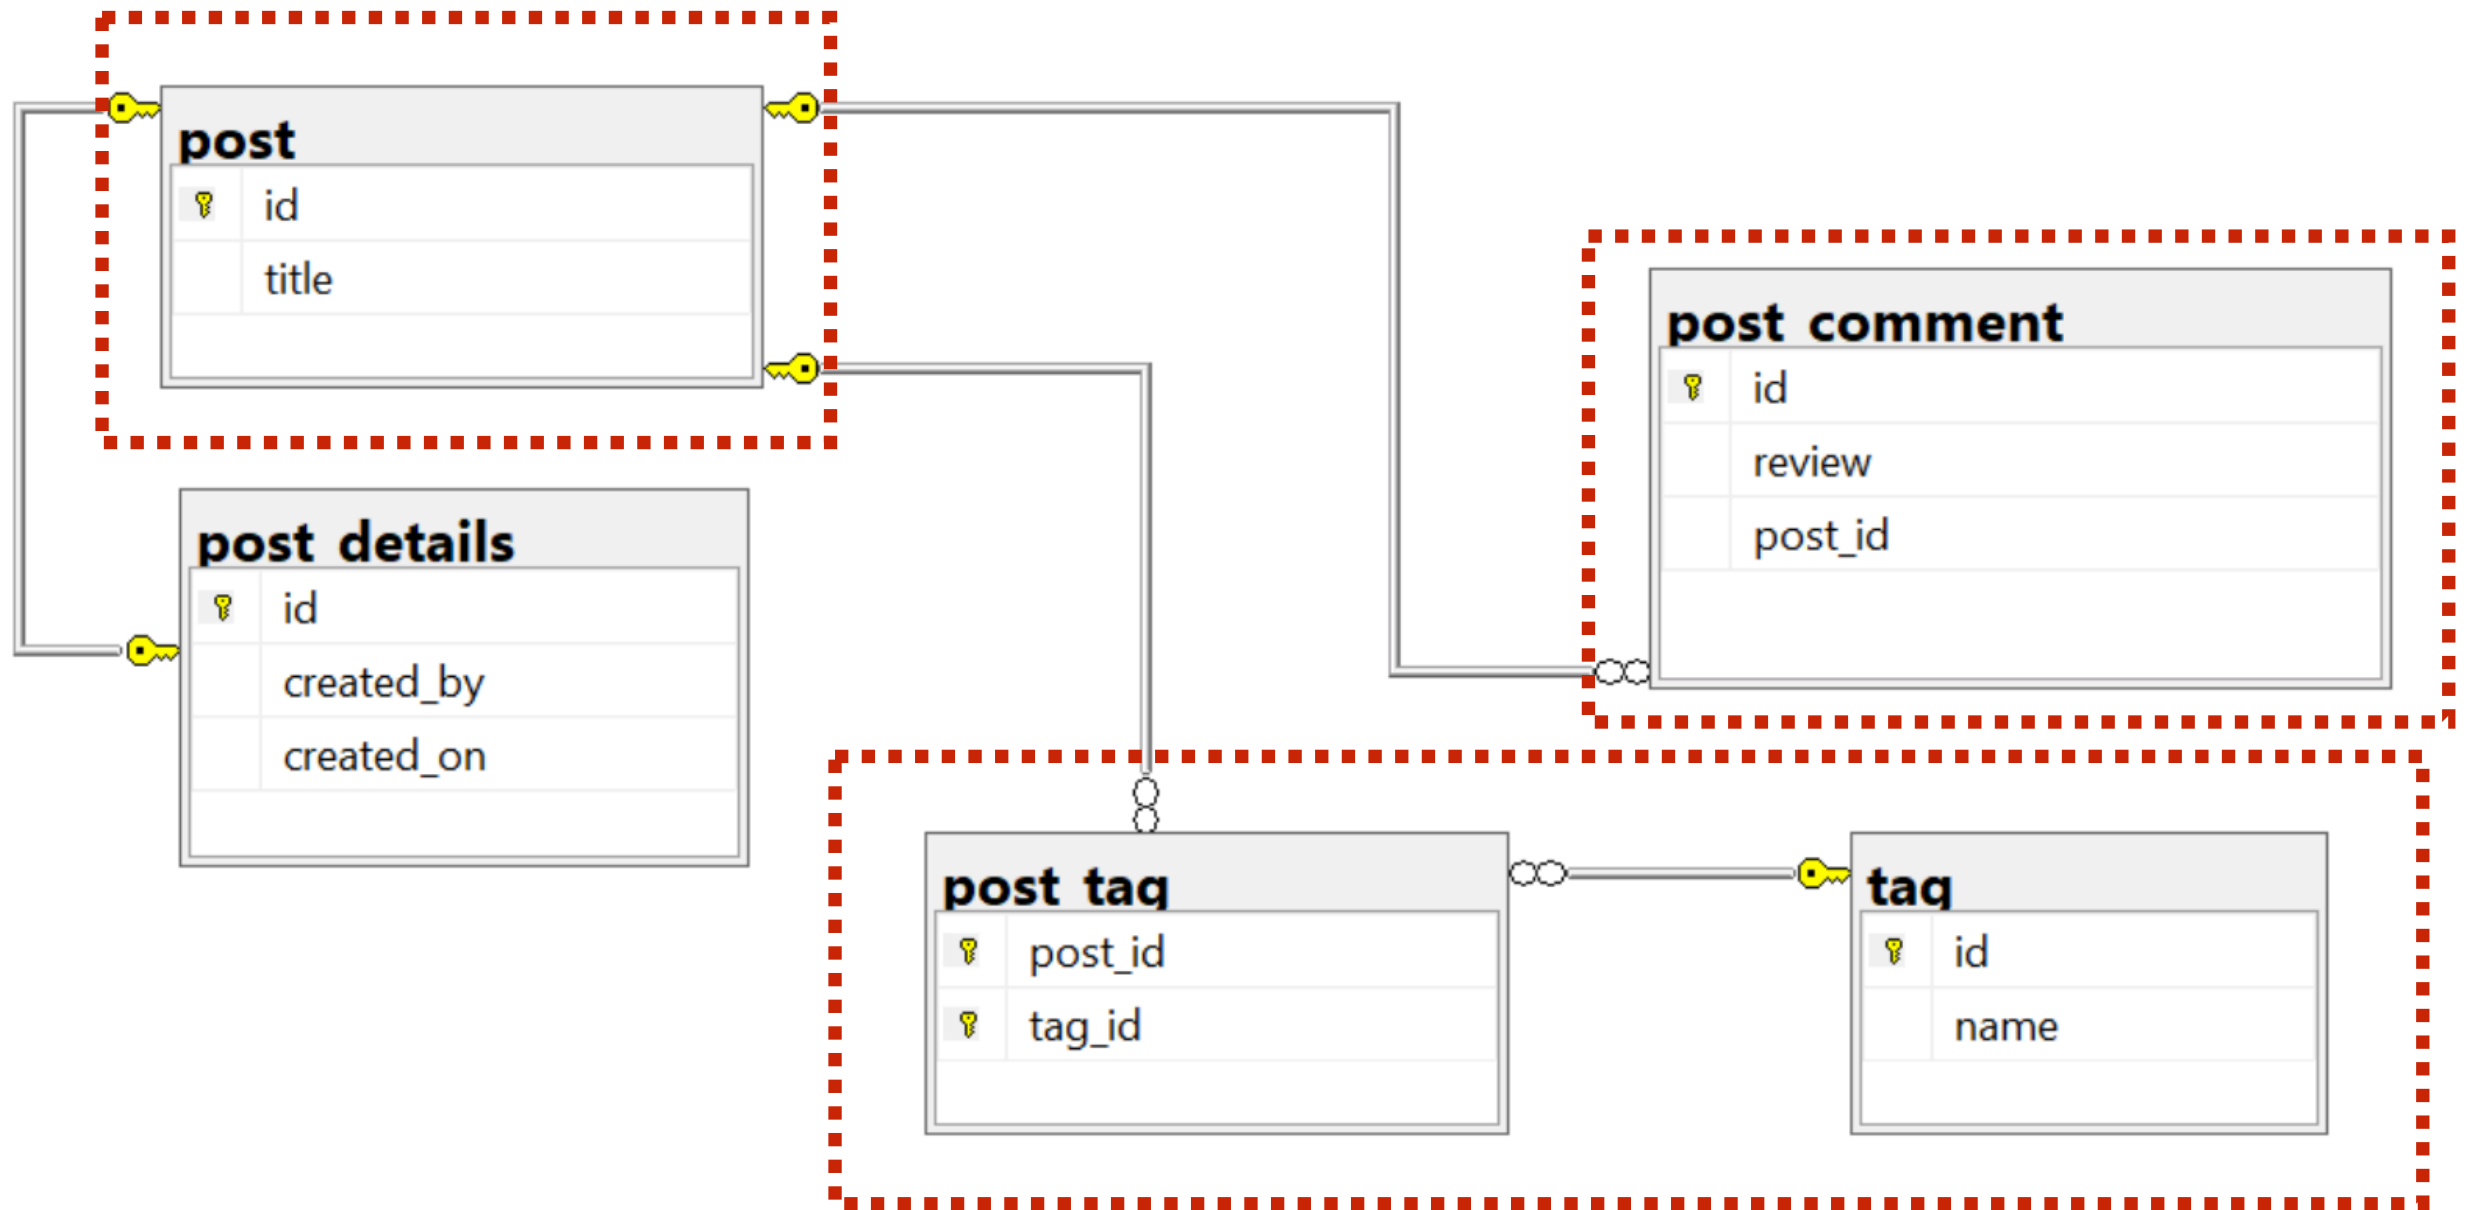 post
id
title
post_details
id
created_by
created_on
post_comment
id
review
post_id
post_tag
post_id
tag_id
tag
id
name